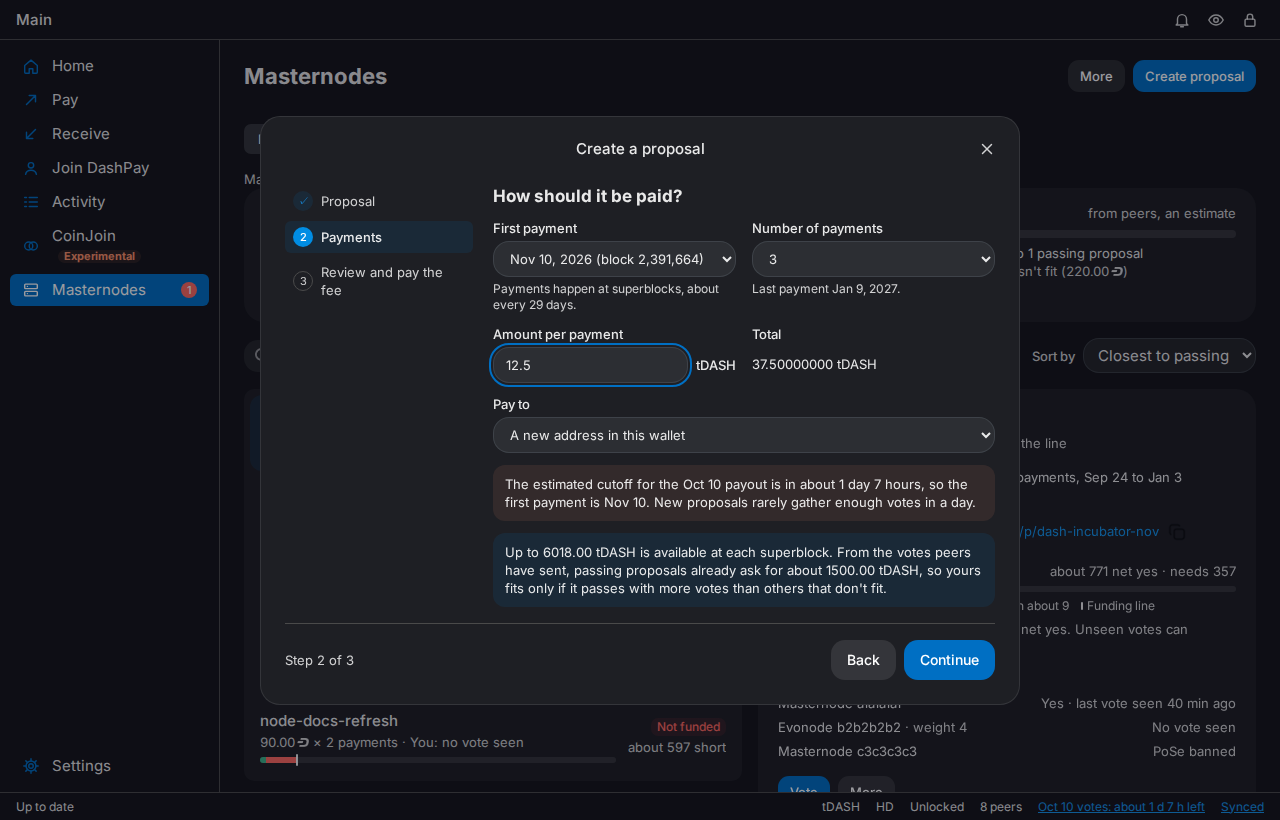 Main
Home
Pay
Receive
Join DashPay
Activity
CoinJoin
Experimental
Masternodes
1
Settings
Masternodes
More
Create proposal
from peers, an estimate
1 passing proposal
sn't fit (220.00
Sort by
Closest to passing
the line
payments, Sep 24 to Jan 3
/p/dash-incubator-nov
about 771 net yes · needs 357
about 9
Funding line
net yes. Unseen votes can
Yes · last vote seen 40 min ago
Evonode b2b2b2b2 · weight 4
No vote seen
Masternode c3c3c3c3
PoSe banned
Vote
More
node-docs-refresh
Not funded
90.00 × 2 payments · You: no vote seen
about 597 short
Create a proposal
✓
Proposal
2
Payments
3
Review and pay the
fee
How should it be paid?
First payment
Number of payments
Nov 10, 2026 (block 2,391,664)
3
Payments happen at superblocks, about
every 29 days.
Last payment Jan 9, 2027.
Amount per payment
Total
12.5
tDASH
37.50000000 tDASH
Pay to
A new address in this wallet
The estimated cutoff for the Oct 10 payout is in about 1 day 7 hours, so the
first payment is Nov 10. New proposals rarely gather enough votes in a day.
Up to 6018.00 tDASH is available at each superblock. From the votes peers
have sent, passing proposals already ask for about 1500.00 tDASH, so yours
fits only if it passes with more votes than others that don't fit.
Step 2 of 3
Back
Continue
Up to date
tDASH
HD
Unlocked
8 peers
Oct 10 votes: about 1 d 7 h left
Synced